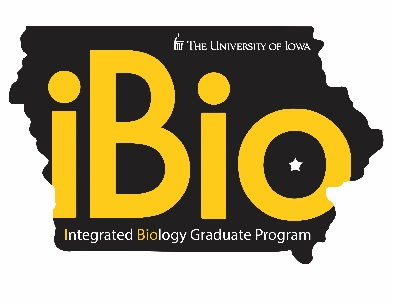 The University of Iowa
iBio
Integrated Biology Graduate Program